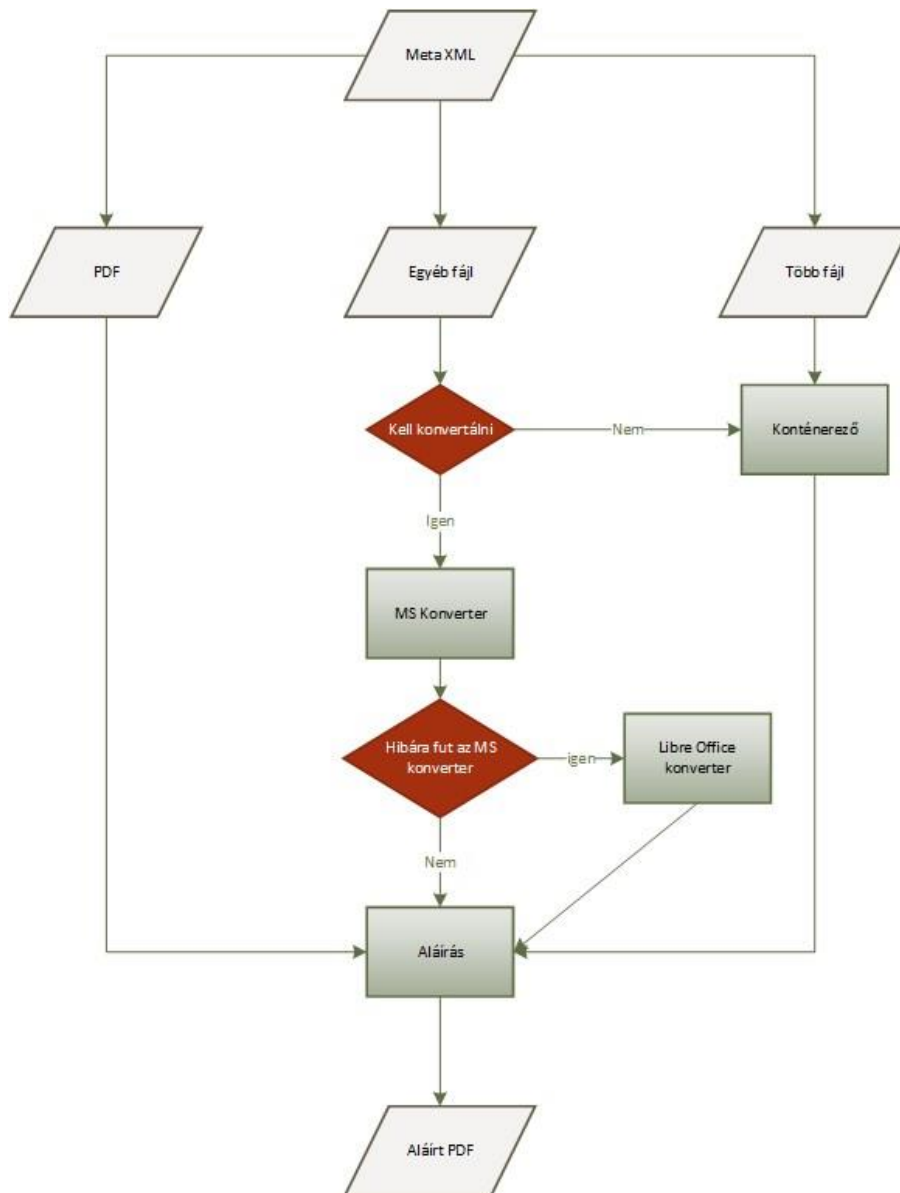 Meta XML
PDF
Egyéb fájl
Több fájl
Kell konvertálni
Nem
Konténerező
Igen
MS Konverter
Hibára fut az MS
konverter
igen
Libre Office
konverter
Nem
Aláírás
Aláírt PDF